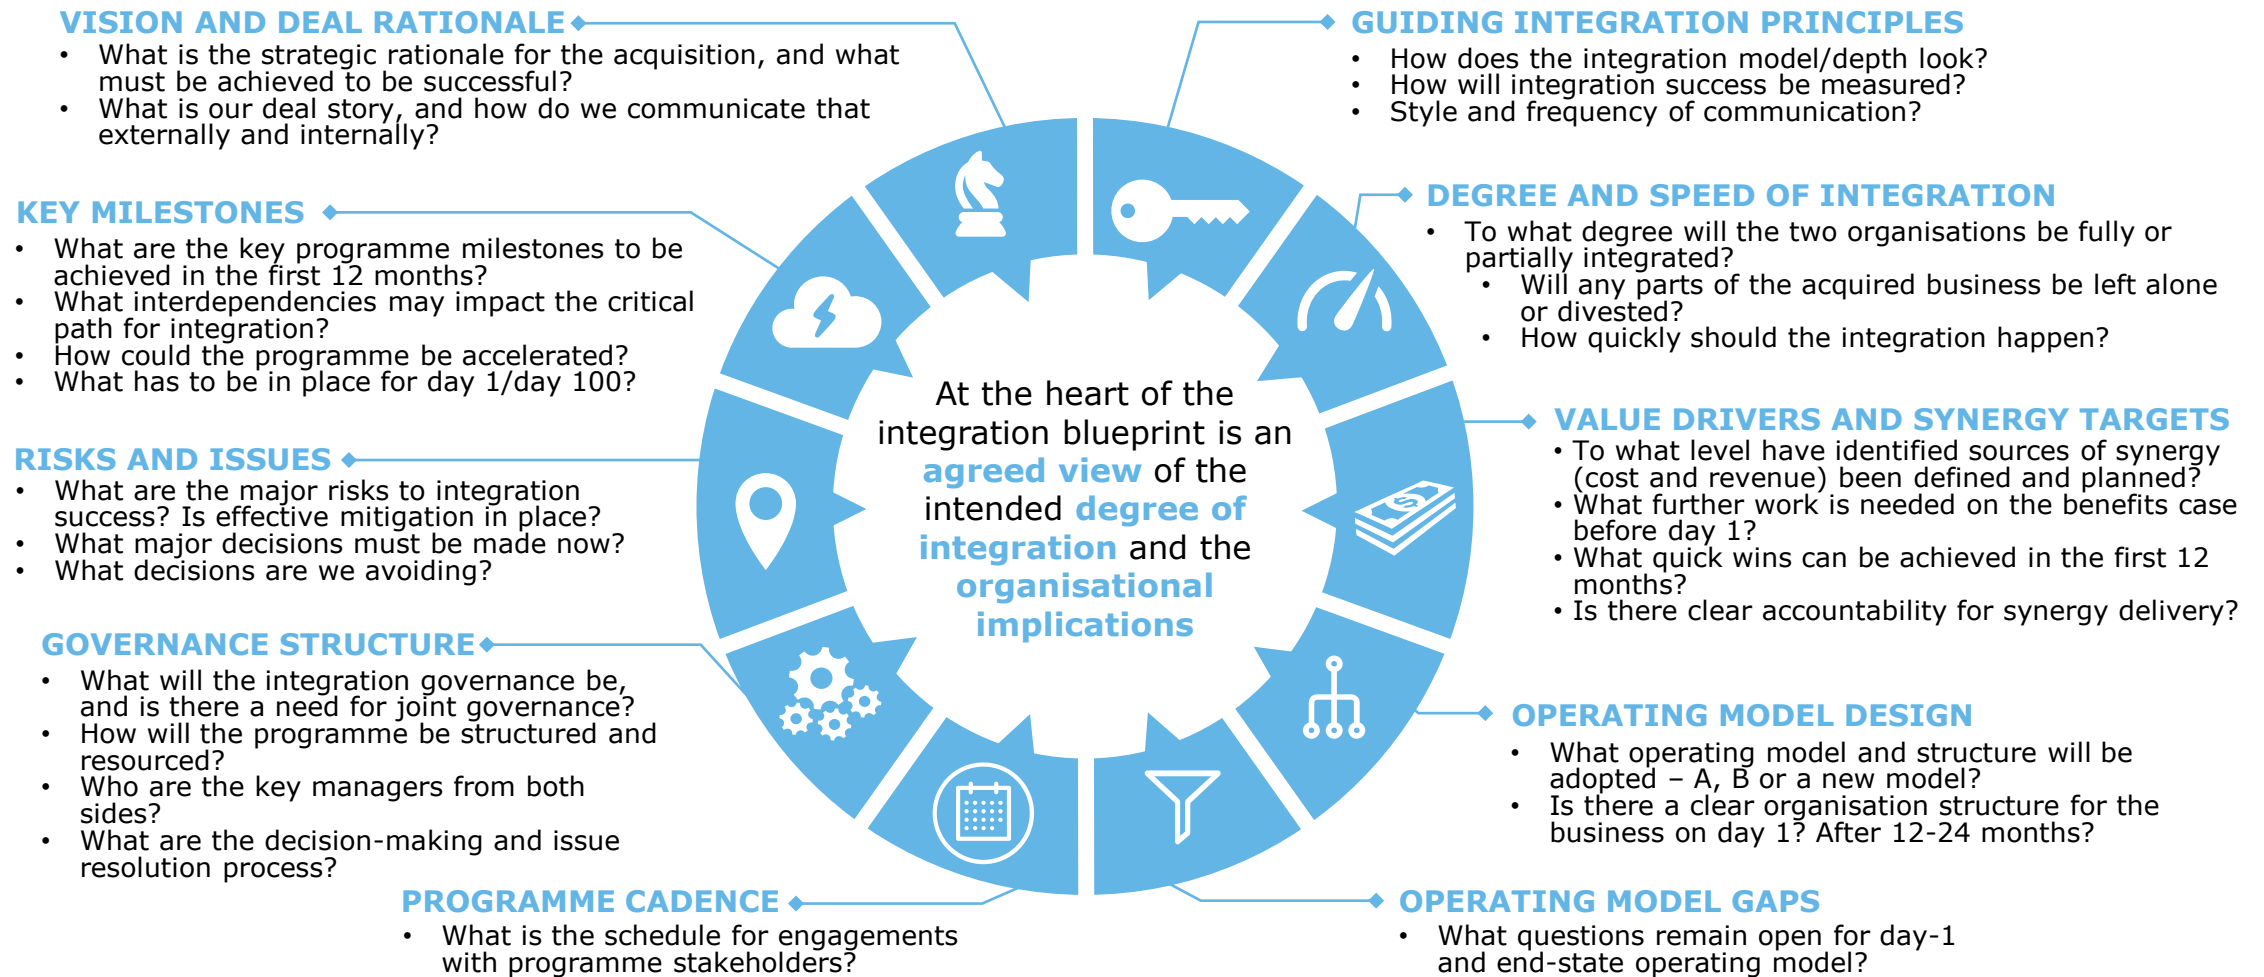 VISION AND DEAL RATIONALE
• What is the strategic rationale for the acquisition, and what
must be achieved to be successful?
• What is our deal story, and how do we communicate that
externally and internally?
KEY MILESTONES
• What are the key programme milestones to be
achieved in the first 12 months?
• What interdependencies may impact the critical
path for integration?
• How could the programme be accelerated?
• What has to be in place for day 1/day 100?
RISKS AND ISSUES
• What are the major risks to integration
success? Is effective mitigation in place?
• What major decisions must be made now?
• What decisions are we avoiding?
GOVERNANCE STRUCTURE
• What will the integration governance be,
and is there a need for joint governance?
• How will the programme be structured and
resourced?
• Who are the key managers from both
sides?
• What are the decision-making and issue
resolution process?
PROGRAMME CADENCE
• What is the schedule for engagements
with programme stakeholders?
At the heart of the
integration blueprint is an
agreed view of the
intended degree of
integration and the
organisational
implications
GUIDING INTEGRATION PRINCIPLES
• How does the integration model/depth look?
• How will integration success be measured?
• Style and frequency of communication?
DEGREE AND SPEED OF INTEGRATION
• To what degree will the two organisations be fully or
partially integrated?
• Will any parts of the acquired business be left alone
or divested?
• How quickly should the integration happen?
VALUE DRIVERS AND SYNERGY TARGETS
• To what level have identified sources of synergy
(cost and revenue) been defined and planned?
• What further work is needed on the benefits case
before day 1?
• What quick wins can be achieved in the first 12
months?
• Is there clear accountability for synergy delivery?
$
OPERATING MODEL DESIGN
• What operating model and structure will be
adopted – A, B or a new model?
• Is there a clear organisation structure for the
business on day 1? After 12-24 months?
OPERATING MODEL GAPS
• What questions remain open for day-1
and end-state operating model?